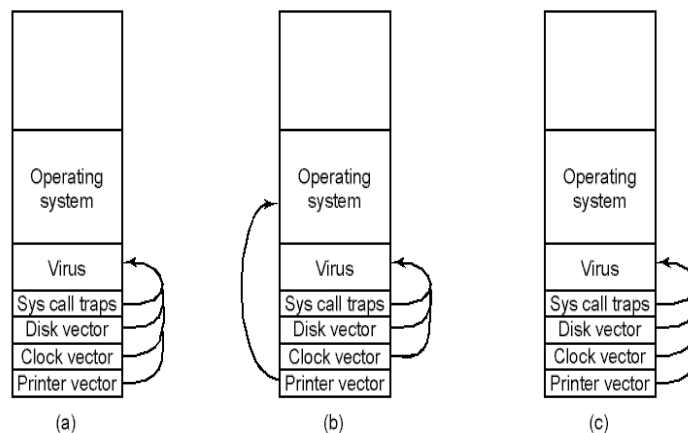 Operating
system
Virus
Sys call traps
Disk vector
Clock vector
Printer vector
(a)
Operating
system
Virus
Sys call traps
Disk vector
Clock vector
Printer vector
(b)
Operating
system
Virus
Sys call traps
Disk vector
Clock vector
Printer vector
(c)